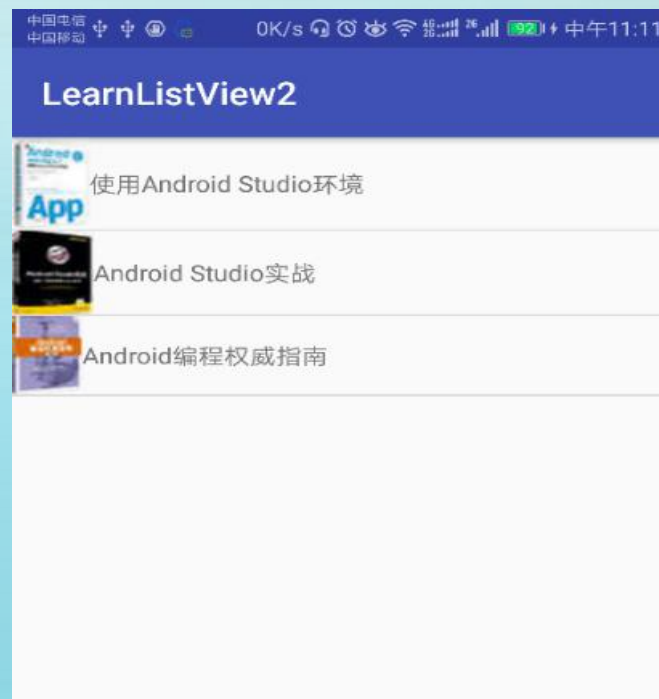 中国电信
中国移动
0K/s 92 中午11:11
LearnListView2
App
使用Android Studio环境
Android Studio实战
Android编程权威指南